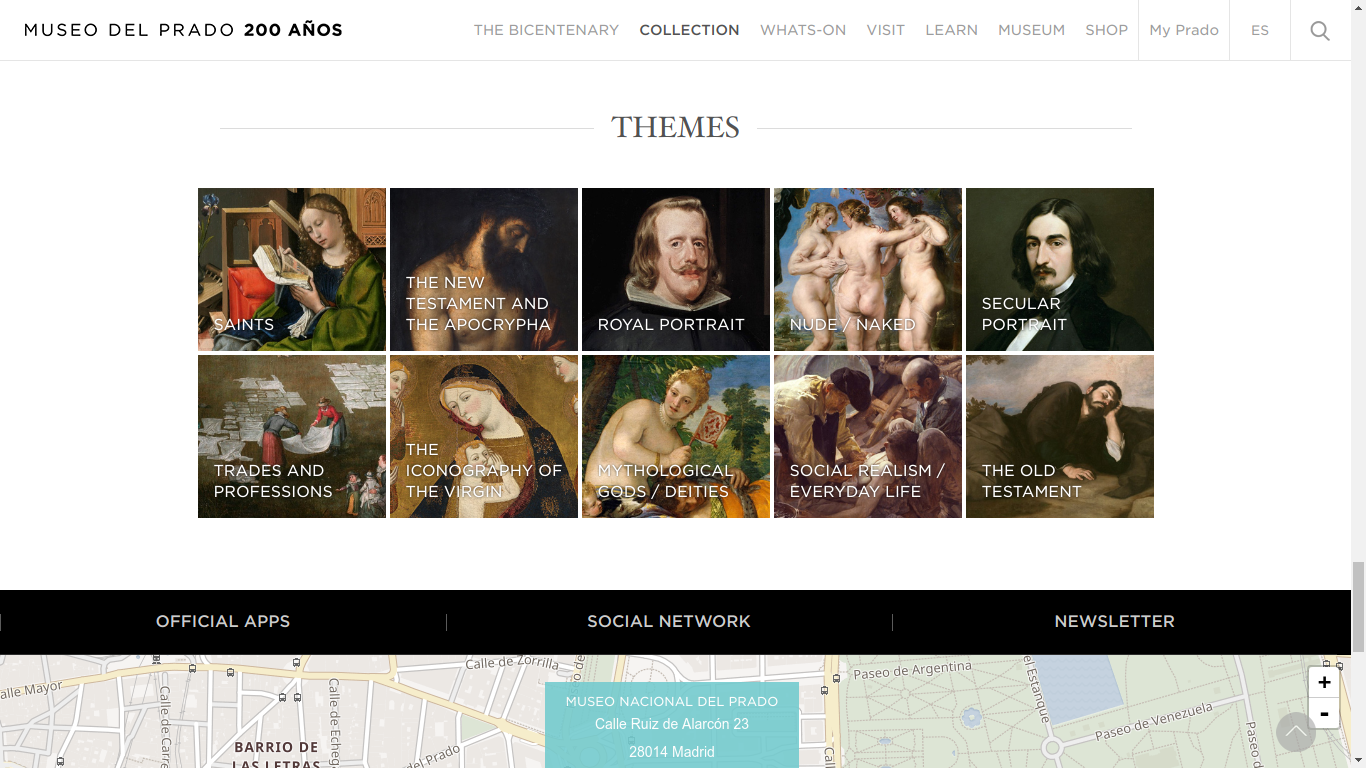 MUSEO DEL PRADO 200 AÑOS
THE BICENTENARY
COLLECTION
WHATS-ON
VISIT
LEARN
MUSEUM
SHOP
My Prado
ES
THEMES
SAINTS
THE NEW
TESTAMENT AND
THE APOCRYPHA
ROYAL PORTRAIT
NUDE / NAKED
SECULAR
PORTRAIT
TRADES AND
PROFESSIONS
THE
ICONOGRAPHY OF
THE VIRGIN
MYTHOLOGICAL
GODS / DEITIES
SOCIAL REALISM /
EVERYDAY LIFE
THE OLD
TESTAMENT
OFFICIAL APPS
SOCIAL NETWORK
NEWSLETTER
Calle de Zorrilla
alle Mayor
Calle de Carre
Calle de Echega
del Prado
BARRIO DE
LAS LETRAS
MUSEO NACIONAL DEL PRADO
Calle Ruiz de Alarcón 23
28014 Madrid
Calle
Paseo de Argentina
el Estanque
Paseo de Venezuela
Paseo de
+
-